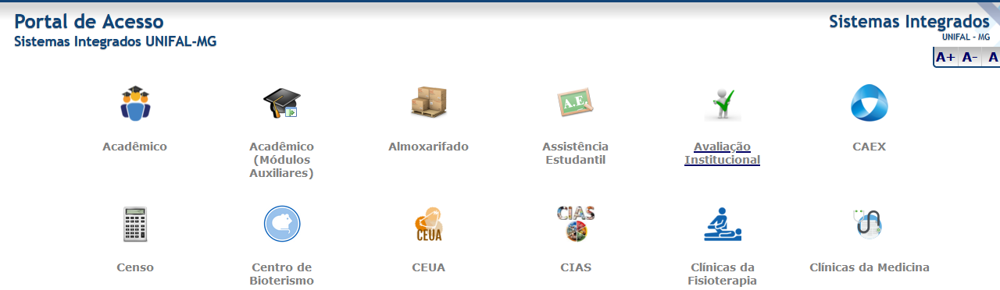 Portal de Acesso
Sistemas Integrados UNIFAL-MG
Sistemas Integrados
UNIFAL - MG
A+ A- A
A.E.
Acadêmico
Acadêmico
(Módulos
Auxiliares)
Almoxarifado
Assistência
Estudantil
Avaliação
Institucional
CAEX
CEUA
CIAS
Censo
Centro de
Bioterismo
CEUA
CIAS
Clínicas da
Fisioterapia
Clínicas da Medicina